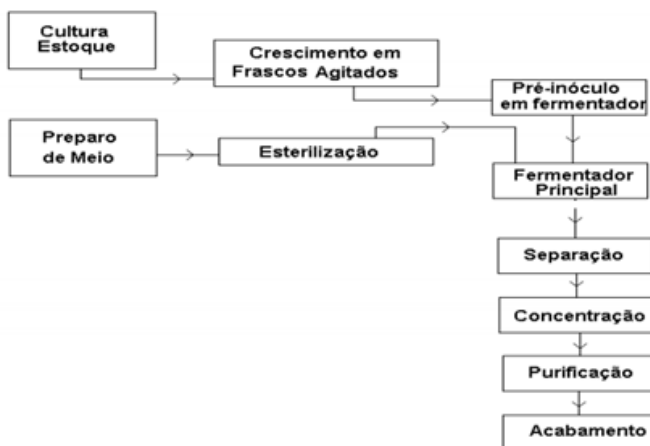 Cultura
Estoque
Crescimento em
Frascos Agitados
Pré-inóculo
em fermentador
Preparo
de Meio
Esterilização
Fermentador
Principal
Separação
Concentração
Purificação
Acabamento